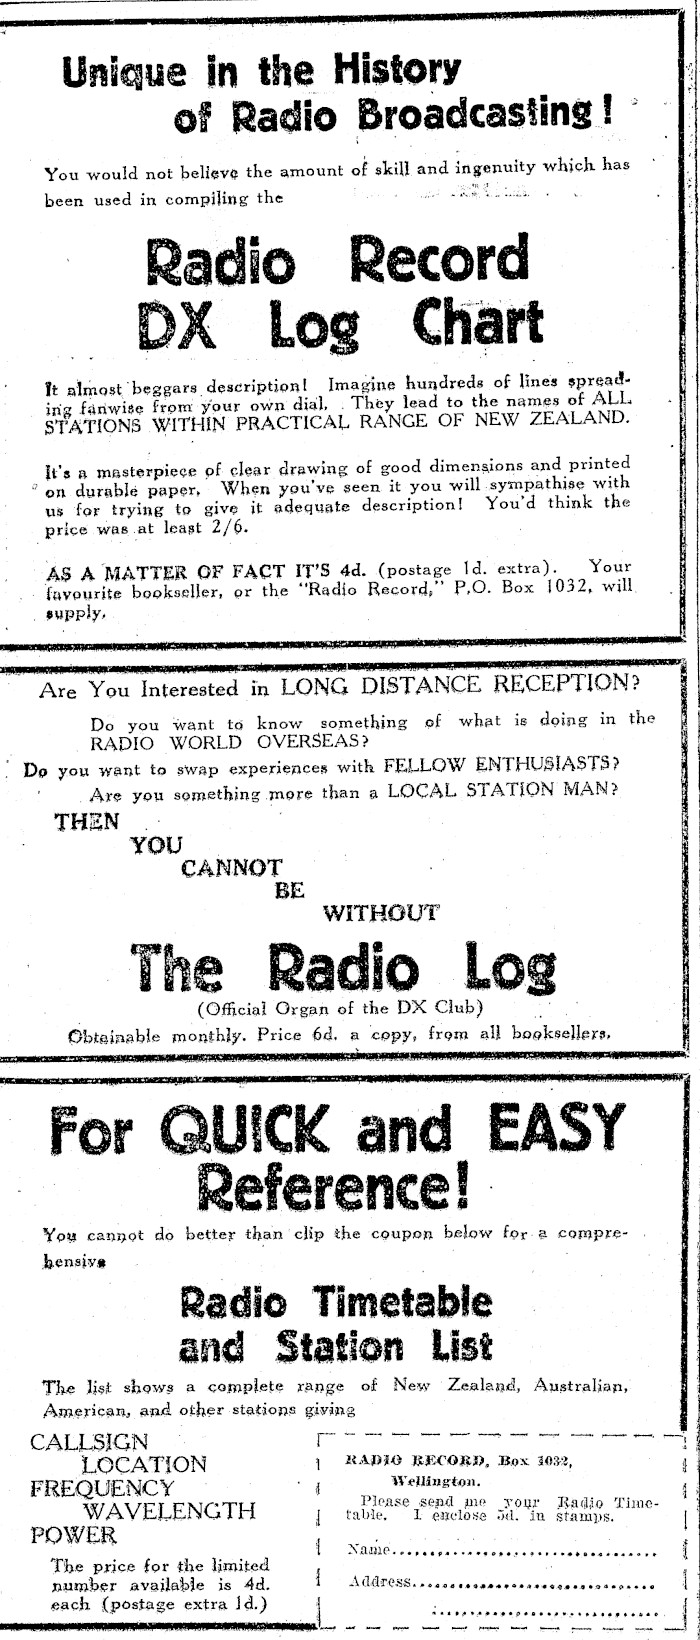 Unique in the History
of Radio Broadcasting!
You would not believe the amount of skill and ingenuity which has
been used in compiling the
Radio Record
DX Log Chart
It almost beggars description! Imagine hundreds of lines spread-
ing fanwise from your own dial. They lead to the names of ALL
STATIONS WITHIN PRACTICAL RANGE OF NEW ZEALAND.
It's a masterpiece of clear drawing of good dimensions and printed
on durable paper. When you've seen it you will sympathise with
us for trying to give it adequate description! You'd think the
price was at least 2/6.
AS A MATTER OF FACT IT'S 4d. (postage 1d. extra). Your
favourite bookseller, or the "Radio Record," P.O. Box 1032, will
supply.
Are You Interested in LONG DISTANCE RECEPTION?
Do you want to know something of what is doing in the
RADIO WORLD OVERSEAS?
Do you want to swap experiences with FELLOW ENTHUSIASTS?
Are you something more than a LOCAL STATION MAN?
THEN
YOU
CANNOT
BE
WITHOUT
The Radio Log
(Official Organ of the DX Club)
Obtainable monthly. Price 6d. a copy, from all booksellers.
For QUICK and EASY
Reference!
You cannot do better than clip the coupon below for a compre-
hensive
Radio Timetable
and Station List
The list shows a complete range of New Zealand, Australian,
American, and other stations giving
CALLSIGN
LOCATION
FREQUENCY
WAVELENGTH
POWER
The price for the limited
number available is 4d.
each (postage extra 1d.)
RADIO RECORD, Box 1032,
Wellington.
Please send me your Radio Time-
table. I enclose 5d. in stamps.
Name..............................
Address..............................
..............................